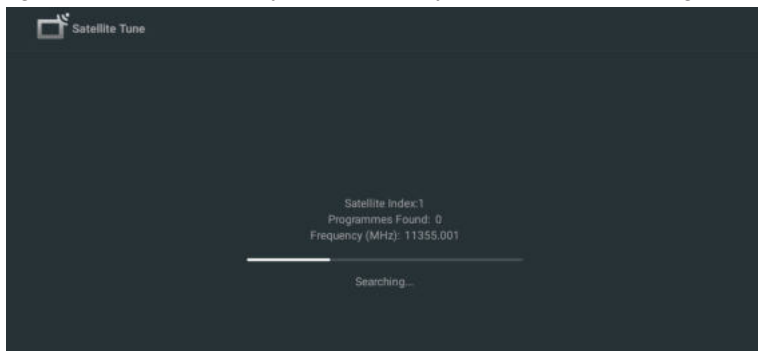 Satellite Tune
Satellite Index:1
Programmes Found: 0
Frequency (MHz): 11355.001
Searching...